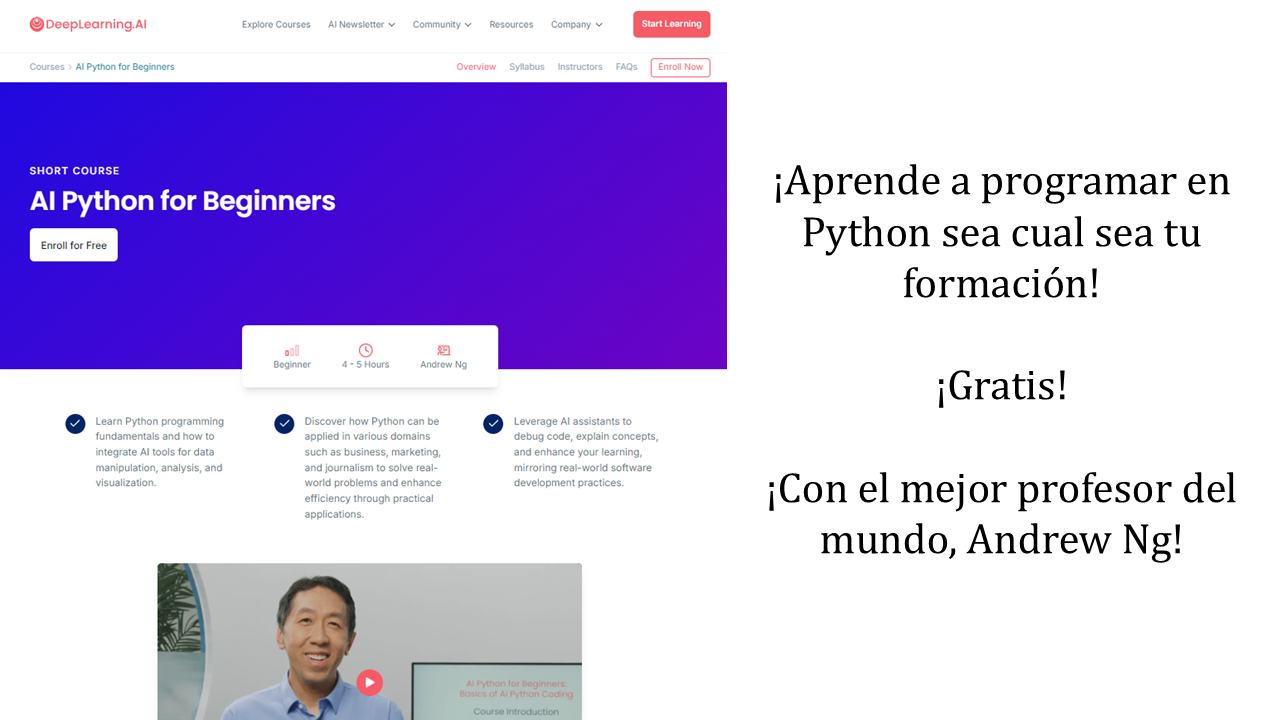 DeepLearning.AI
Explore Courses
AI Newsletter
Community
Resources
Company
Start Learning
Courses › AI Python for Beginners
Overview
Syllabus
Instructors
FAQs
Enroll Now
SHORT COURSE
AI Python for Beginners
Enroll for Free
Beginner
4 - 5 Hours
Andrew Ng
Learn Python programming
fundamentals and how to
integrate AI tools for data
manipulation, analysis, and
visualization.
Discover how Python can be
applied in various domains
such as business, marketing,
and journalism to solve real-
world problems and enhance
efficiency through practical
applications.
Leverage AI assistants to
debug code, explain concepts,
and enhance your learning,
mirroring real-world software
development practices.
AI Python for Beginners:
Basics of AI Python Coding
Course Introduction
¡Aprende a programar en
Python sea cual sea tu
formación!
¡Gratis!
¡Con el mejor profesor del
mundo, Andrew Ng!